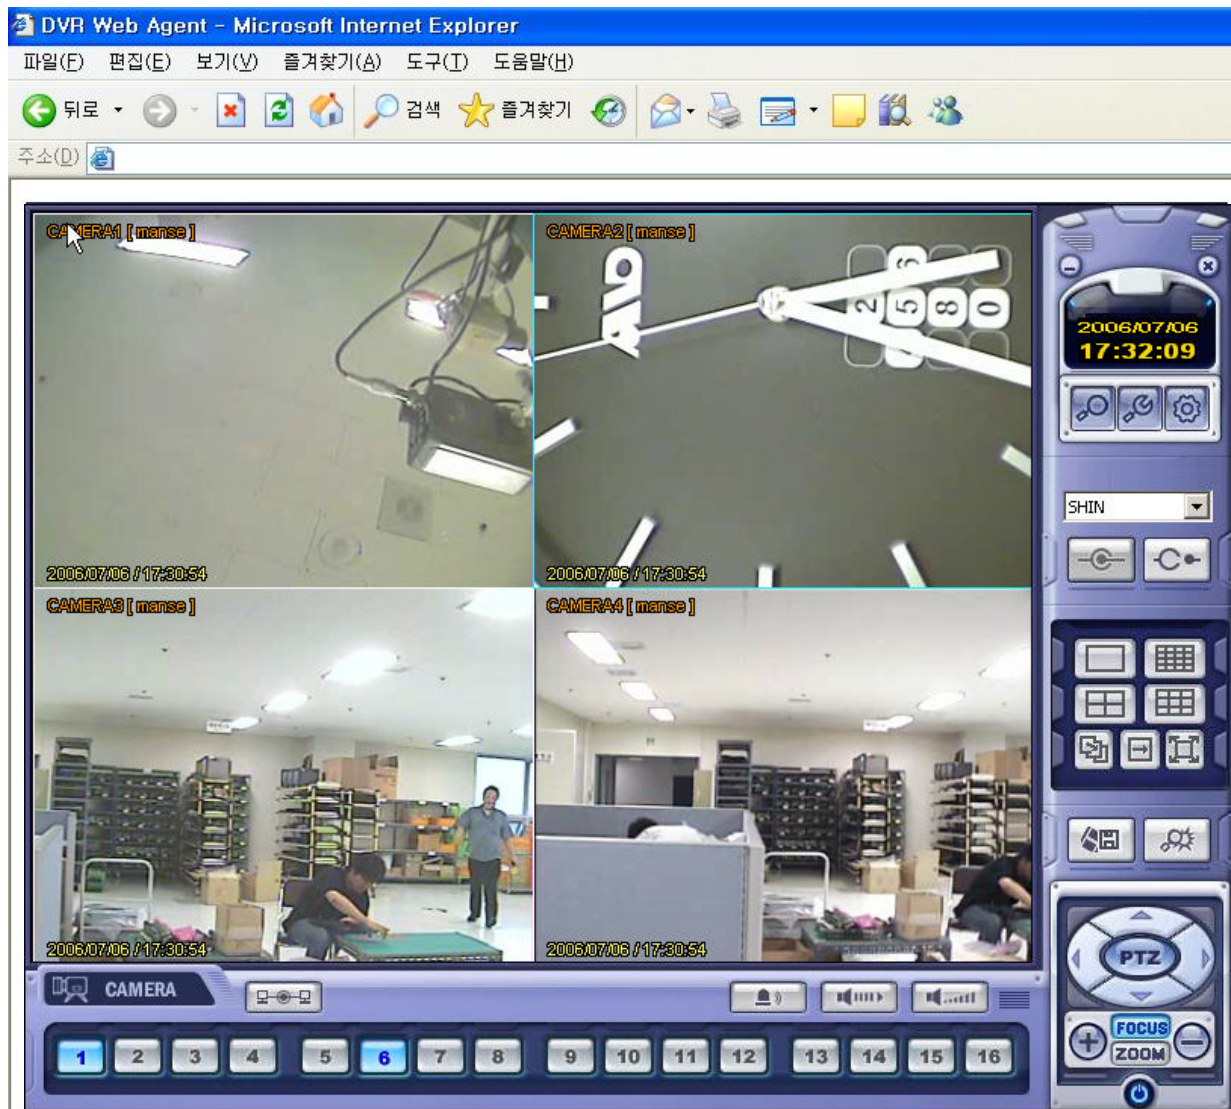 DVR Web Agent - Microsoft Internet Explorer
파일(F) 편집(E) 보기(V) 즐겨찾기(A) 도구(T) 도움말(H)
뒤로 검색 즐겨찾기
주소(D)
CAMERA1 [ manse ]
CAMERA2 [ manse ]
2006/07/06 / 17:30:54
2006/07/06 / 17:30:54
CAMERA3 [ manse ]
CAMERA4 [ manse ]
2006/07/06 / 17:30:54
2006/07/06 / 17:30:54
2006/07/06
17:32:09
SHIN
PTZ
FOCUS
ZOOM
CAMERA
1 2 3 4 5 6 7 8 9 10 11 12 13 14 15 16